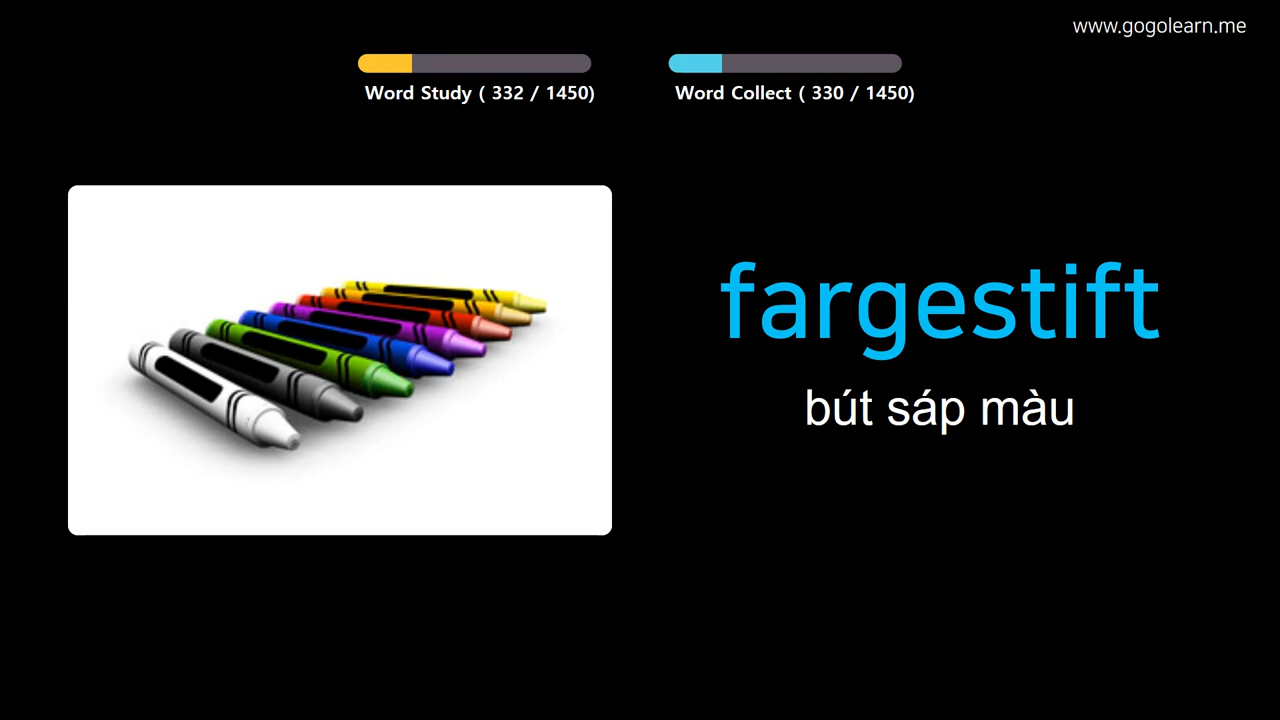 www.gogolearn.me
Word Study ( 332 / 1450)
Word Collect ( 330 / 1450)
fargestift
bút sáp màu